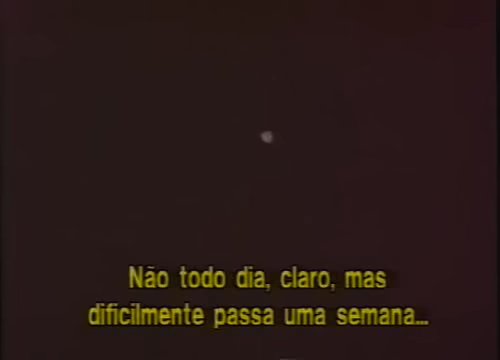 Não todo dia, claro, mas
dificilmente passa uma semana...